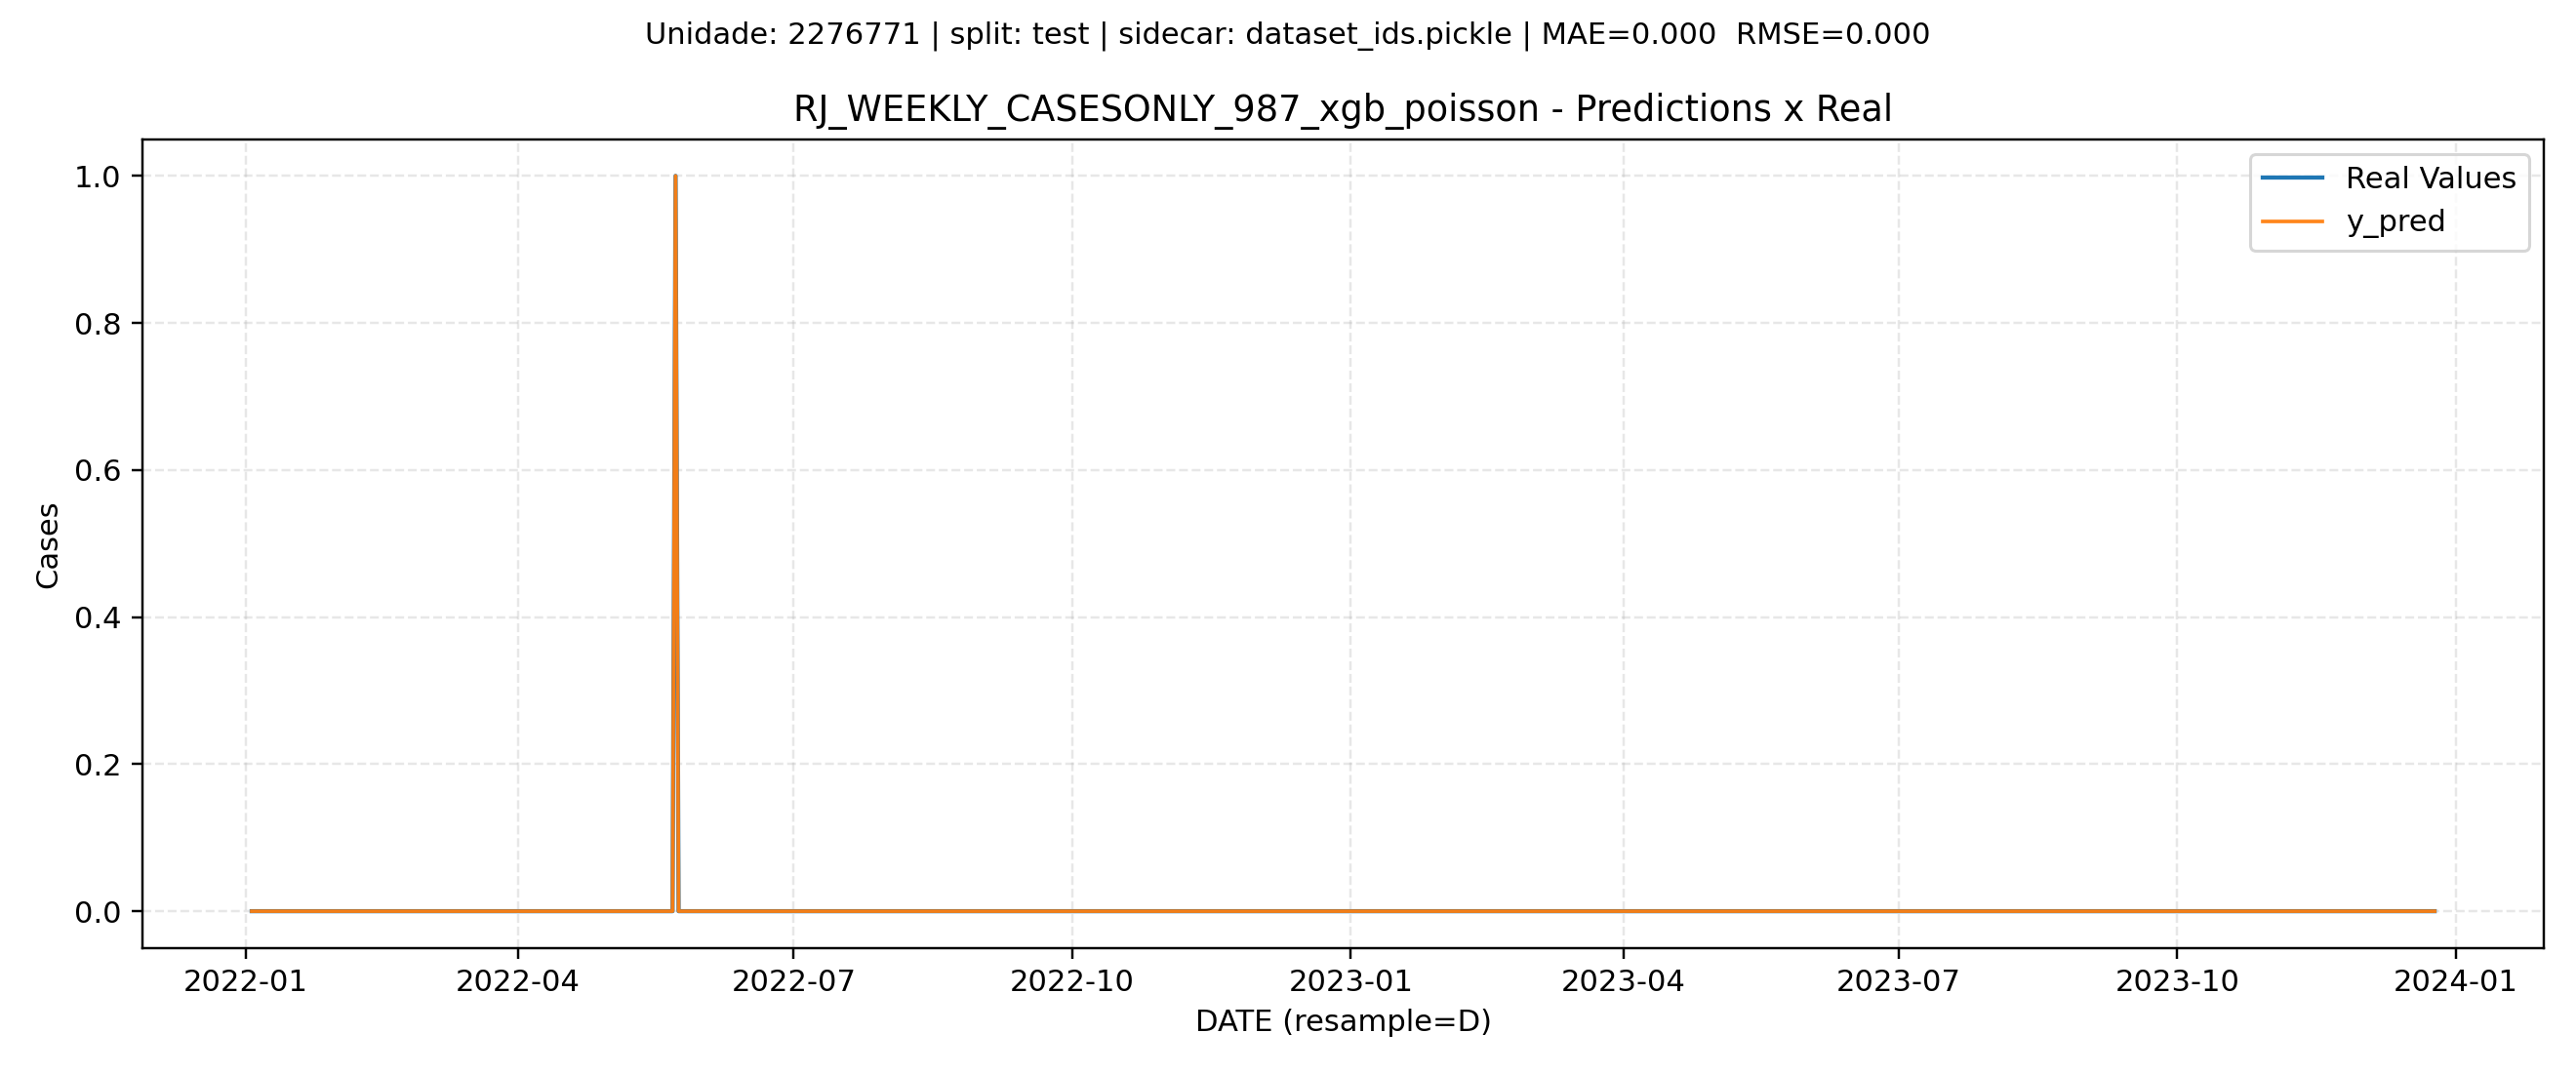 Unidade: 2276771 | split: test | sidecar: dataset_ids.pickle | MAE=0.000  RMSE=0.000
RJ_WEEKLY_CASESONLY_987_xgb_poisson - Predictions x Real
Real Values
y_pred
Cases
1.0
0.8
0.6
0.4
0.2
0.0
2022-01 2022-04 2022-07 2022-10 2023-01 2023-04 2023-07 2023-10 2024-01
DATE (resample=D)